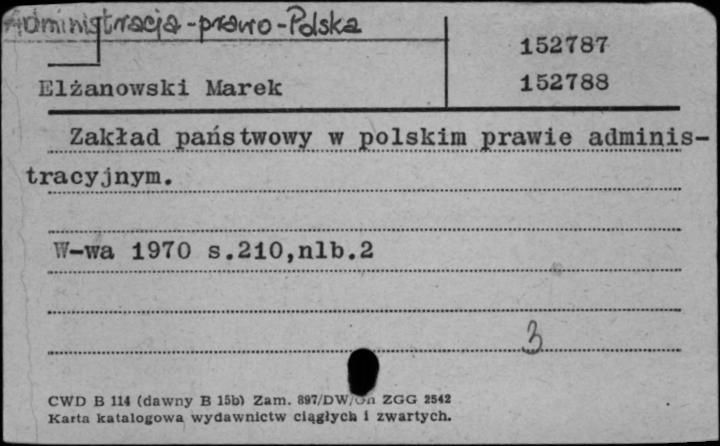 Administracja-prawo-Polska
152787
Elżanowski Marek
152788
Zakład państwowy w polskim prawie adminis-
tracyjnym.
W-wa 1970 s.210,nlb.2
3
CWD B 114 (dawny B 15b) Zam. 897/DW/ ZGG 2542
Karta katalogowa wydawnictw ciągłych i zwartych.